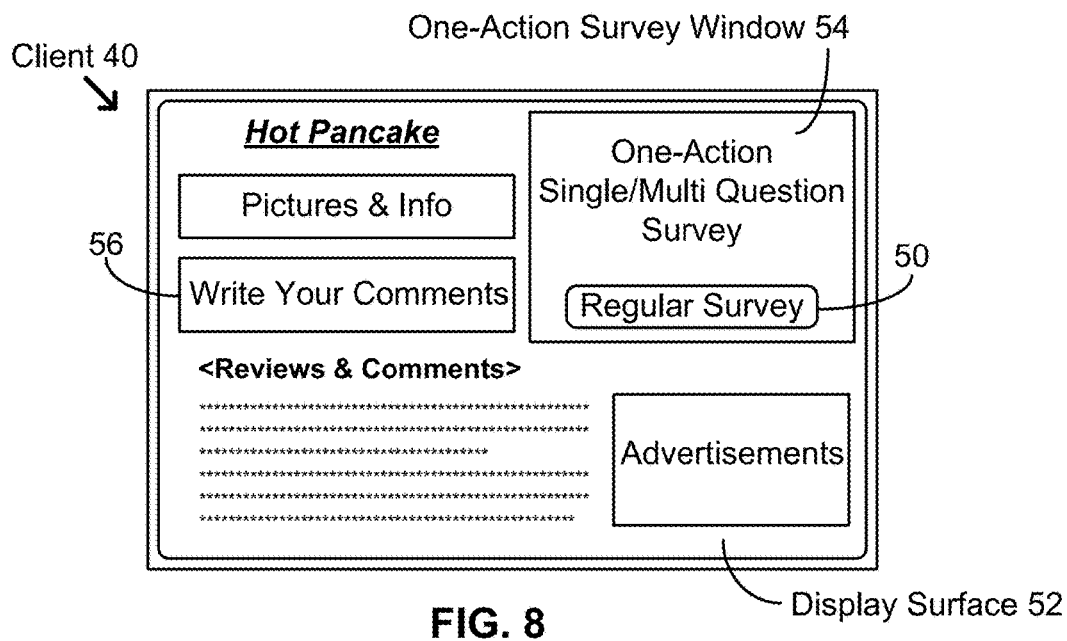 One-Action Survey Window 54
Client 40
Hot Pancake
One-Action
Single/Multi Question
Survey
Pictures & Info
56
50
Write Your Comments
Regular Survey
<Reviews & Comments>
******************************************************
******************************************************
****************************************
******************************************************
******************************************************
****************************************************
Advertisements
Display Surface 52
FIG. 8